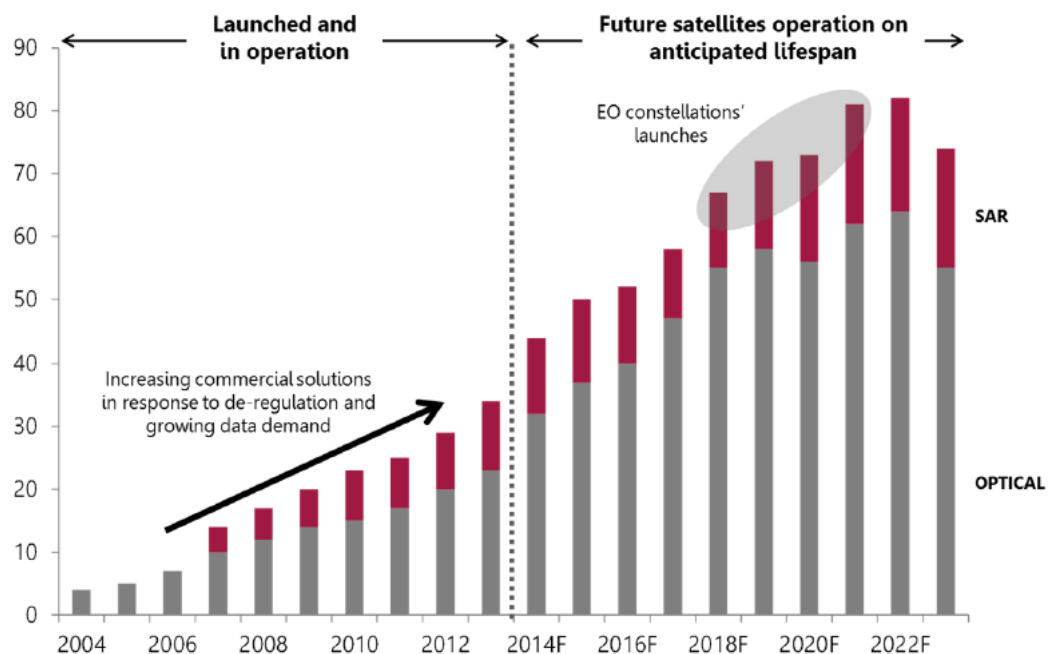 Launched and
in operation
Future satellites operation on
anticipated lifespan
90
80
70
60
50
40
30
20
10
0
EO constellations’
launches
SAR
Increasing commercial solutions
in response to de-regulation and
growing data demand
OPTICAL
2004 2006 2008 2010 2012 2014F 2016F 2018F 2020F 2022F